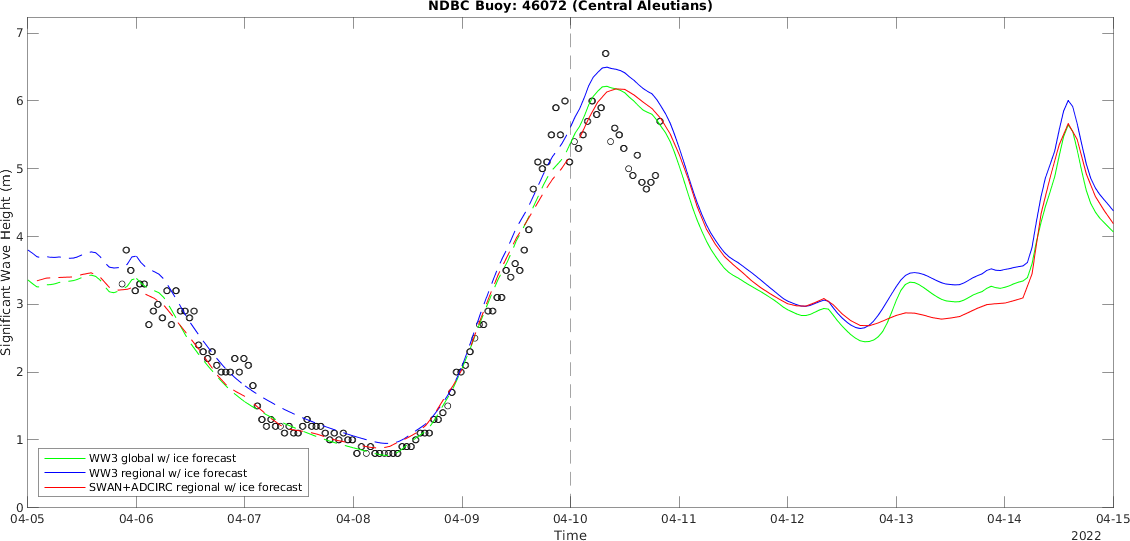 NDBC Buoy: 46072 (Central Aleutians)
Significant Wave Height (m)
7
6
5
4
3
2
1
0
WW3 global w/ ice forecast
WW3 regional w/ ice forecast
SWAN+ADCIRC regional w/ ice forecast
04-05 04-06 04-07 04-08 04-09 04-10 04-11 04-12 04-13 04-14 04-15
Time
2022